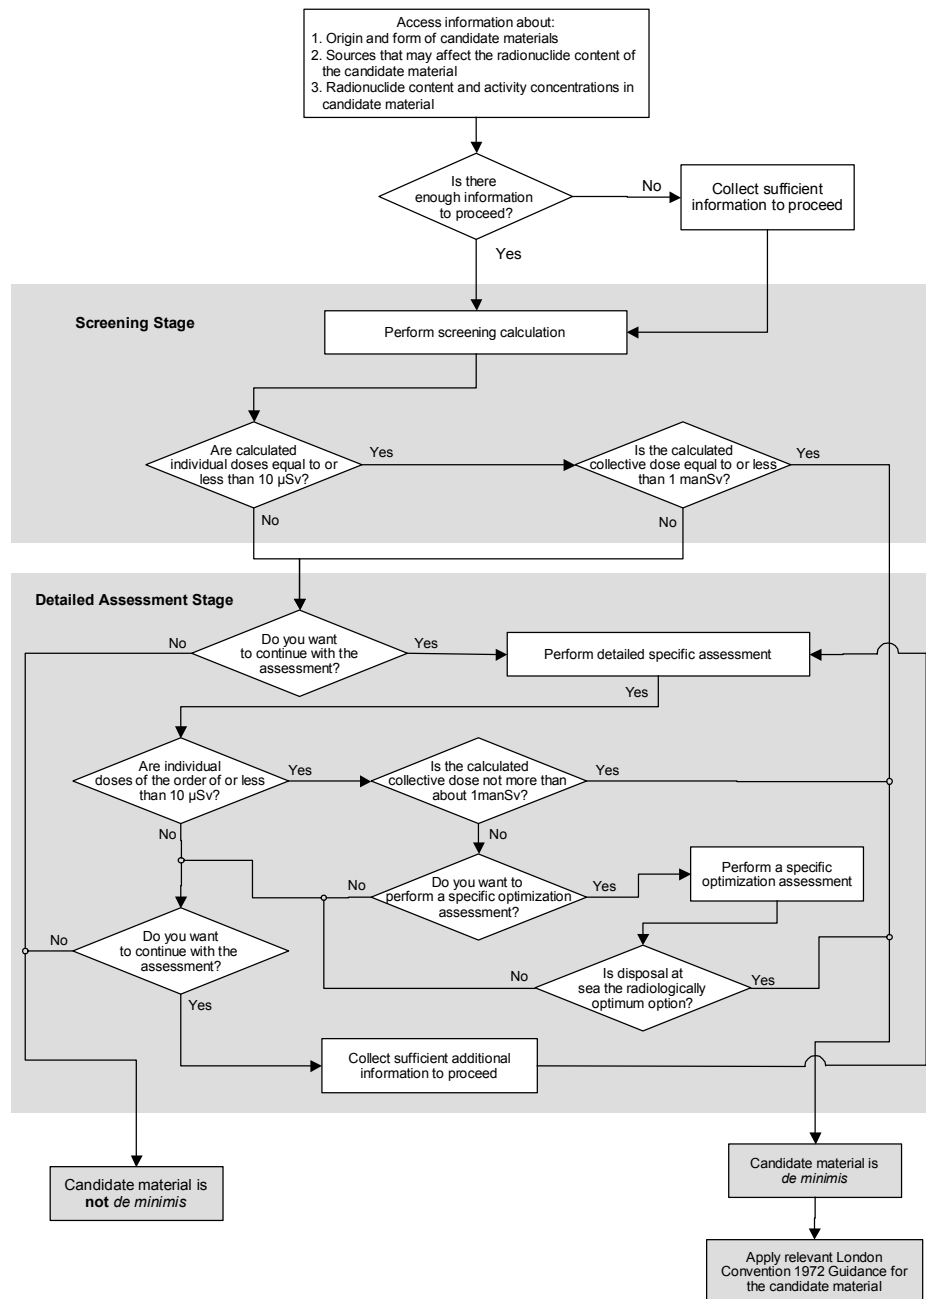 Access information about:
1. Origin and form of candidate materials
2. Sources that may affect the radionuclide content of
the candidate material
3. Radionuclide content and activity concentrations in
candidate material
Is there
enough information
to proceed?
No
Collect sufficient
information to proceed
Yes
Screening Stage
Perform screening calculation
Are calculated
individual doses equal to or
less than 10 µSv?
Yes
Is the calculated
collective dose equal to or less
than 1 manSv?
Yes
No
No
Detailed Assessment Stage
No
Do you want
to continue with the
assessment?
Yes
Perform detailed specific assessment
Yes
Are individual
doses of the order of or less
than 10 µSv?
Yes
Is the calculated
collective dose not more than
about 1manSv?
Yes
No
No
No
Do you want to
perform a specific optimization
assessment?
Yes
Perform a specific
optimization assessment
No
Do you want
to continue with the
assessment?
No
Is disposal at
sea the radiologically
optimum option?
Yes
Yes
Collect sufficient additional
information to proceed
Candidate material is
not de minimis
Candidate material is
de minimis
Apply relevant London
Convention 1972 Guidance for
the candidate material